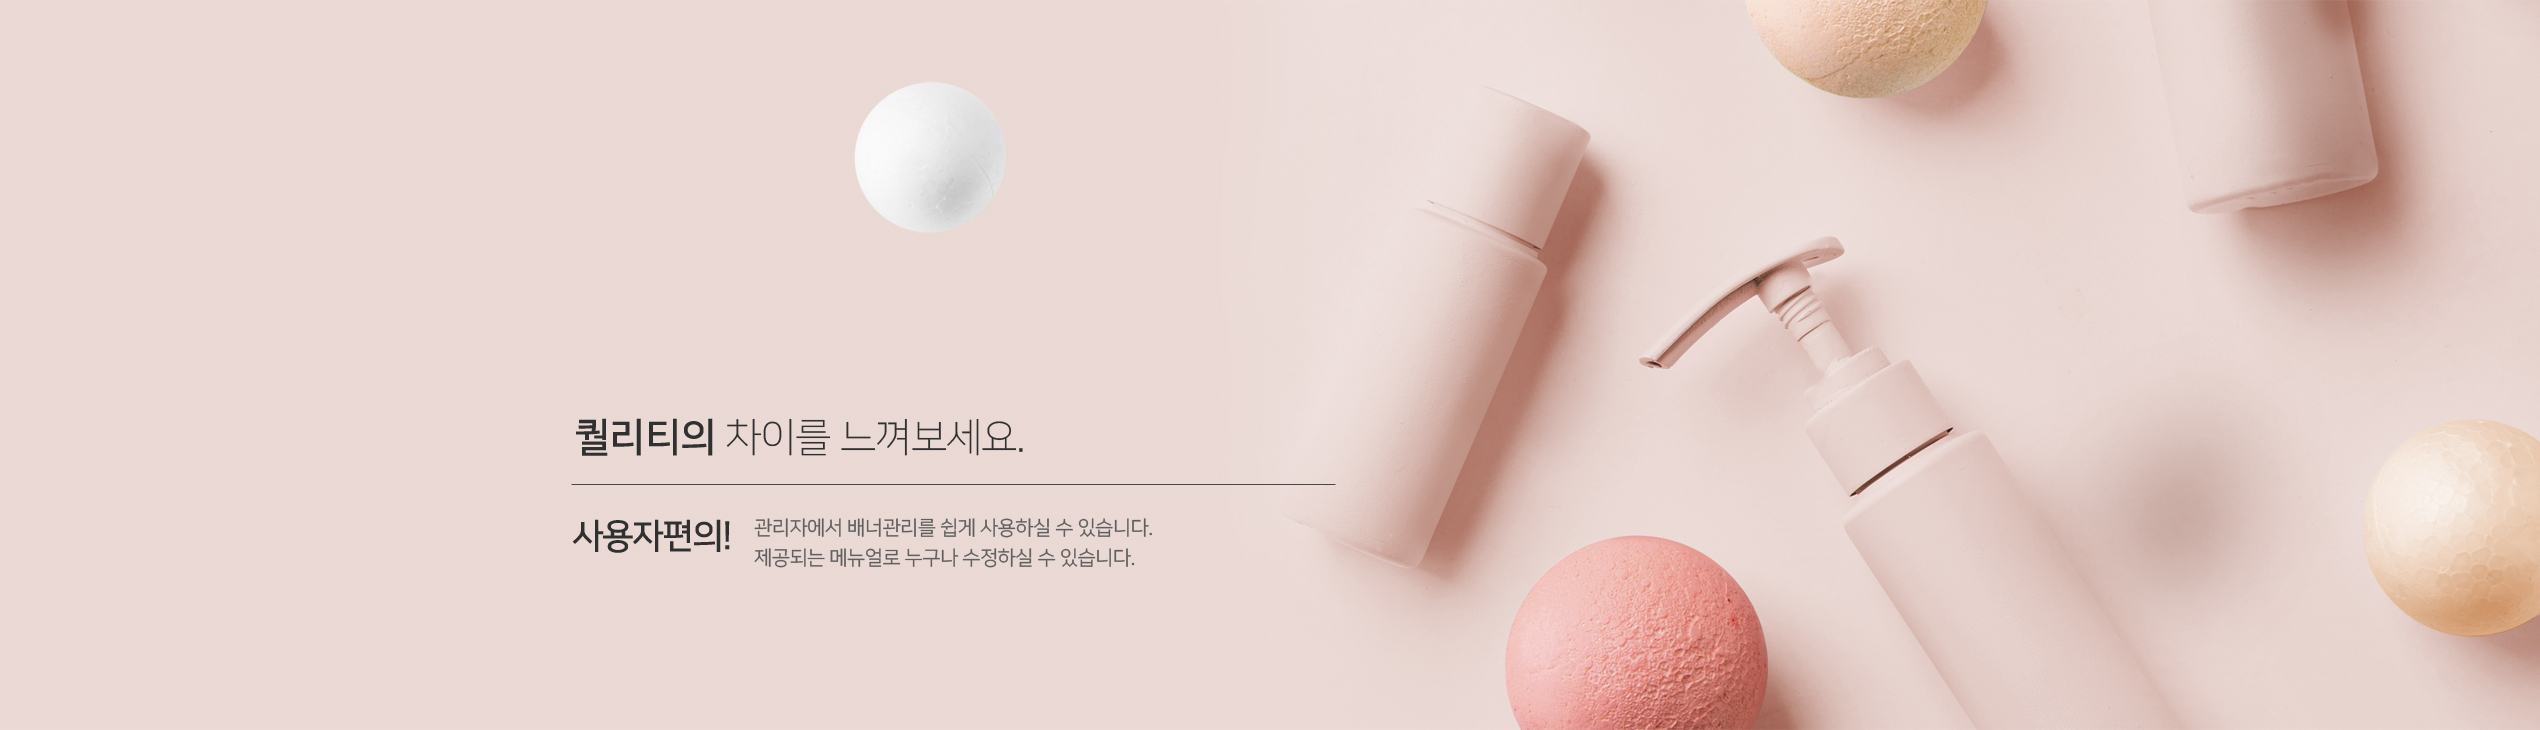 퀄리티의 차이를 느껴보세요.
사용자편의!
관리자에서 배너관리를 쉽게 사용하실 수 있습니다.
제공되는 메뉴얼로 누구나 수정하실 수 있습니다.